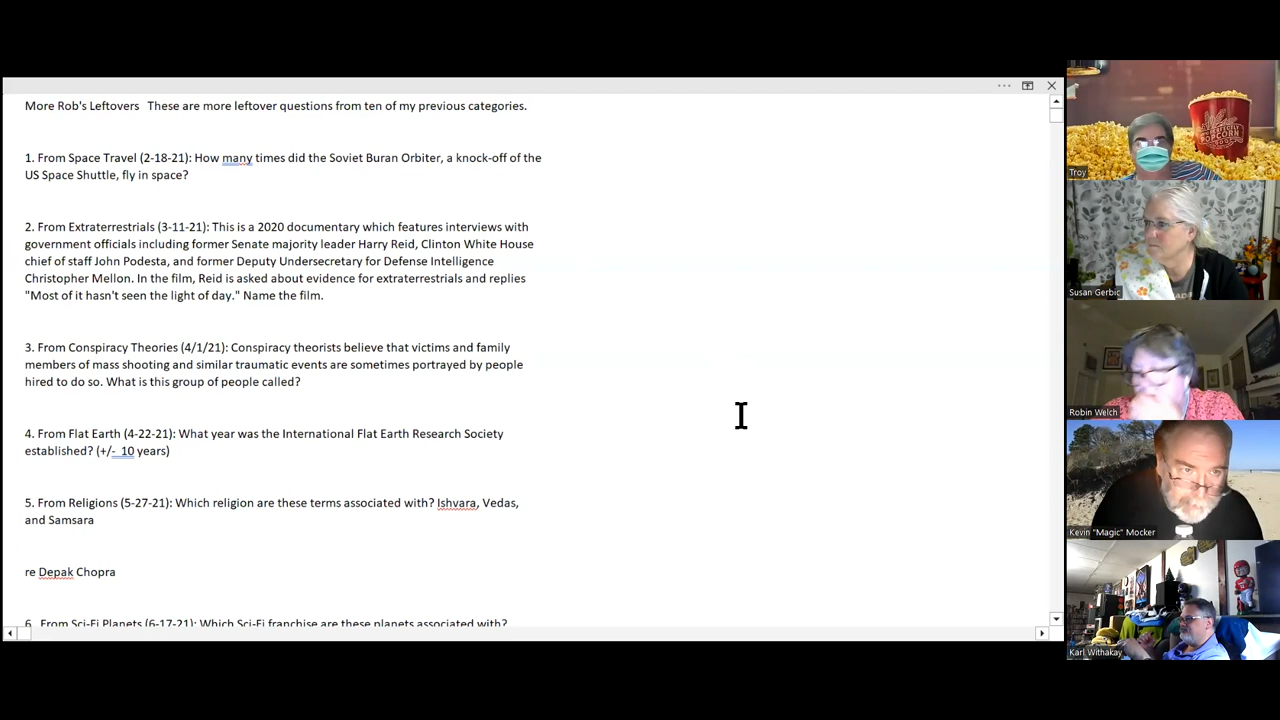 More Rob's Leftovers   These are more leftover questions from ten of my previous categories.
1. From Space Travel (2-18-21): How many times did the Soviet Buran Orbiter, a knock-off of the
US Space Shuttle, fly in space?
2. From Extraterrestrials (3-11-21): This is a 2020 documentary which features interviews with
government officials including former Senate majority leader Harry Reid, Clinton White House
chief of staff John Podesta, and former Deputy Undersecretary for Defense Intelligence
Christopher Mellon. In the film, Reid is asked about evidence for extraterrestrials and replies
"Most of it hasn't seen the light of day." Name the film.
3. From Conspiracy Theories (4/1/21): Conspiracy theorists believe that victims and family
members of mass shooting and similar traumatic events are sometimes portrayed by people
hired to do so. What is this group of people called?
4. From Flat Earth (4-22-21): What year was the International Flat Earth Research Society
established? (+/-  10 years)
5. From Religions (5-27-21): Which religion are these terms associated with? Ishvara, Vedas,
and Samsara
re Depak Chopra
6. From Sci-Fi Planets (6-17-21): Which Sci-Fi franchise are these planets associated with?
POPCORN
Troy
Susan Gerbic
Robin Welch
Kevin "Magic" Mocker
Karl Withakay